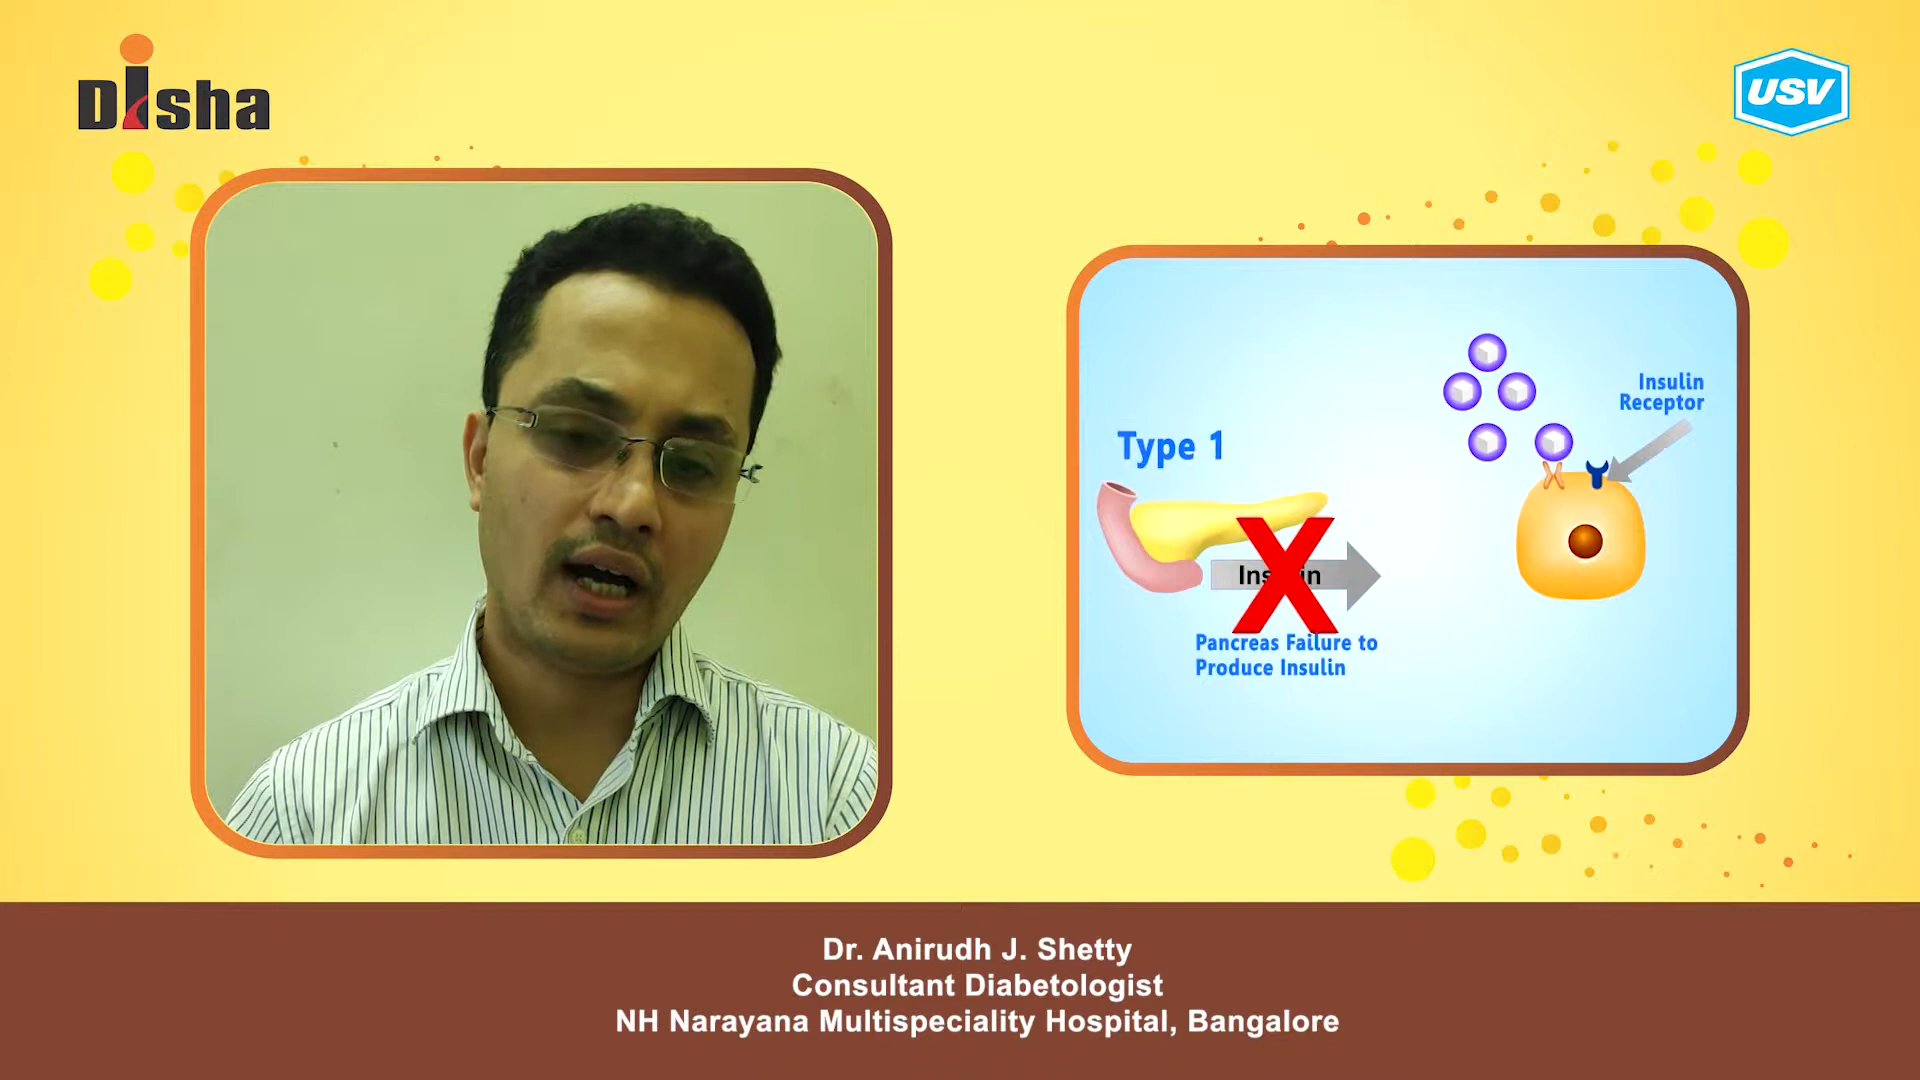 Disha
USV
Type 1
Insulin
Receptor
Insulin
Pancreas Failure to
Produce Insulin
Dr. Anirudh J. Shetty
Consultant Diabetologist
NH Narayana Multispeciality Hospital, Bangalore